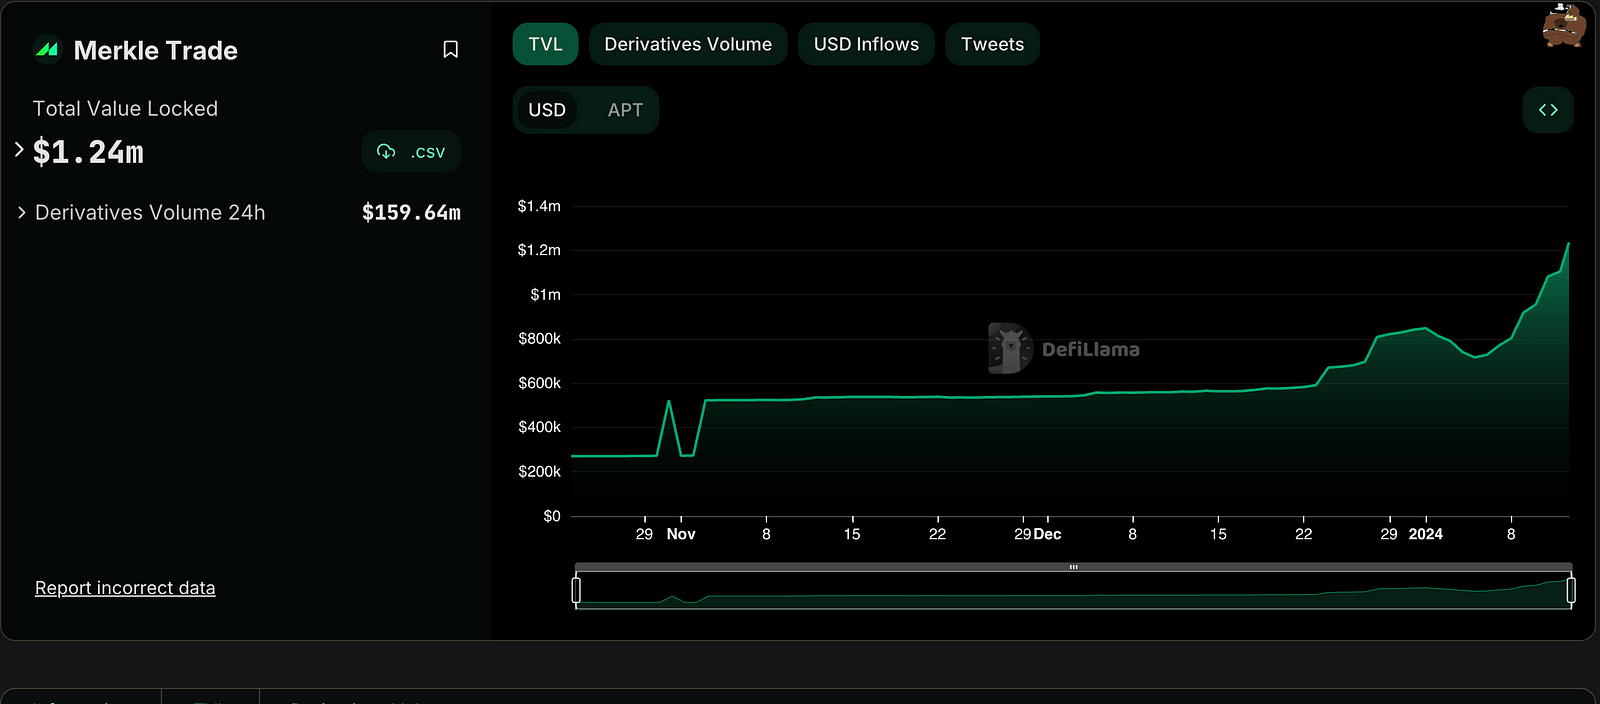 Merkle Trade
Total Value Locked
$1.24m
.csv
Derivatives Volume 24h
$159.64m
Report incorrect data
TVL
Derivatives Volume
USD Inflows
Tweets
USD
APT
$1.4m
$1.2m
$1m
$800k
$600k
$400k
$200k
$0
DefiLlama
29 Nov 8 15 22 29 Dec 8 15 22 29 2024 8